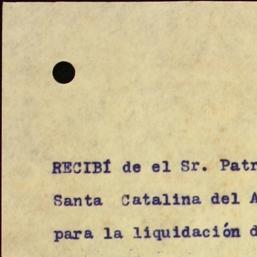 RECIBÍ de el Sr. Patr
Santa Catalina del A
para la liquidación d